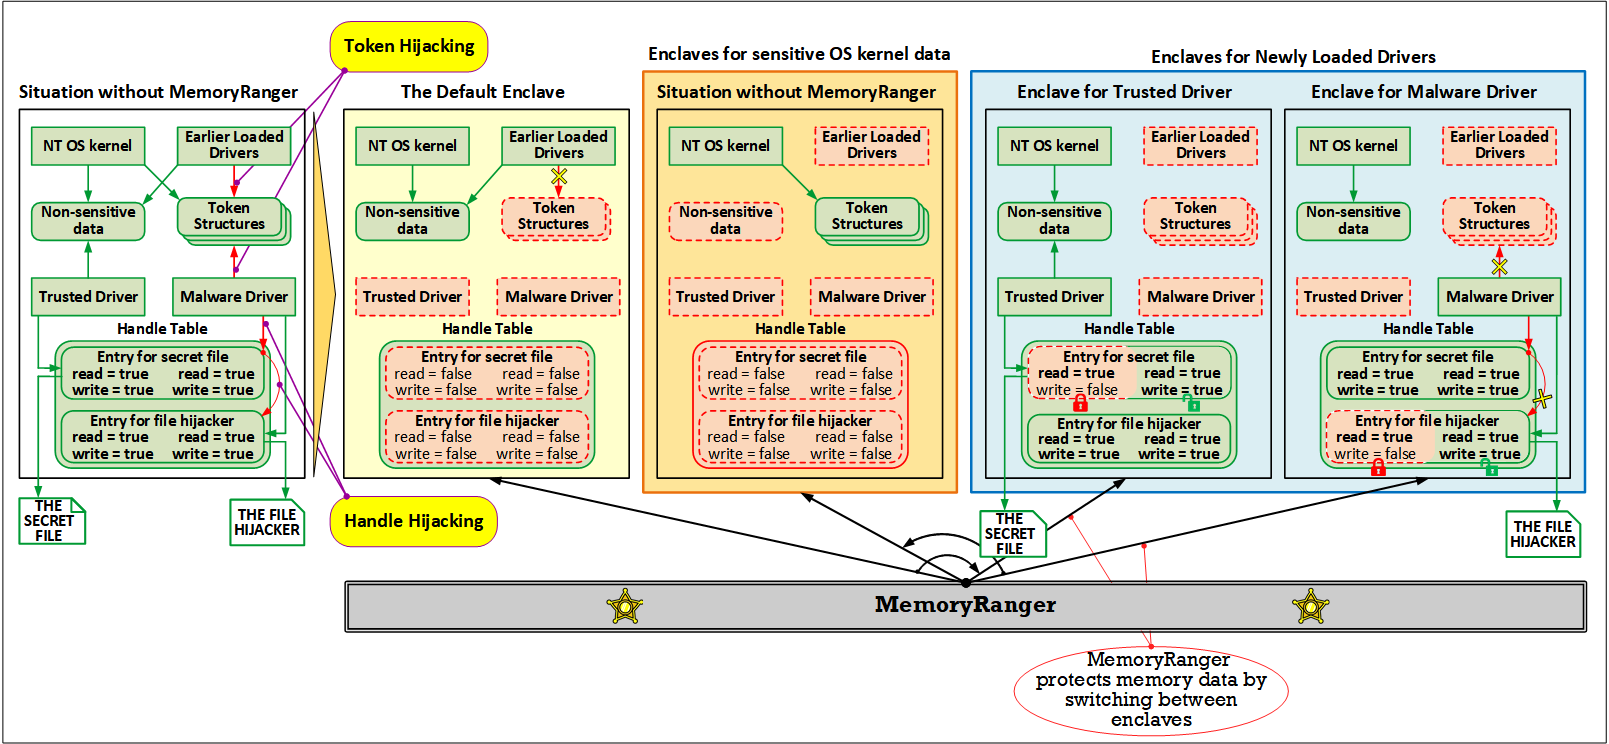 Token Hijacking
Enclaves for sensitive OS kernel data
Enclaves for Newly Loaded Drivers
Situation without MemoryRanger
NT OS kernel
Earlier Loaded
Drivers
Non-sensitive
data
Token
Structures
Trusted Driver
Malware Driver
Handle Table
Entry for secret file
read = true read = true
write = true write = true
Entry for file hijacker
read = true read = true
write = true write = true
THE
SECRET
FILE
THE FILE
HIJACKER
The Default Enclave
NT OS kernel
Earlier Loaded
Drivers
Non-sensitive
data
Token
Structures
Trusted Driver
Malware Driver
Handle Table
Entry for secret file
read = false read = false
write = false write = false
Entry for file hijacker
read = false read = false
write = false write = false
Handle Hijacking
Situation without MemoryRanger
NT OS kernel
Earlier Loaded
Drivers
Non-sensitive
data
Token
Structures
Trusted Driver
Malware Driver
Handle Table
Entry for secret file
read = false read = false
write = false write = false
Entry for file hijacker
read = false read = false
write = false write = false
Enclave for Trusted Driver
NT OS kernel
Earlier Loaded
Drivers
Non-sensitive
data
Token
Structures
Trusted Driver
Malware Driver
Handle Table
Entry for secret file
read = true read = true
write = false write = true
Entry for file hijacker
read = true read = true
write = true write = true
THE
SECRET
FILE
Enclave for Malware Driver
NT OS kernel
Earlier Loaded
Drivers
Non-sensitive
data
Token
Structures
Trusted Driver
Malware Driver
Handle Table
Entry for secret file
read = true read = true
write = true write = true
Entry for file hijacker
read = true read = true
write = false write = true
THE FILE
HIJACKER
MemoryRanger
MemoryRanger
protects memory data by
switching between
enclaves